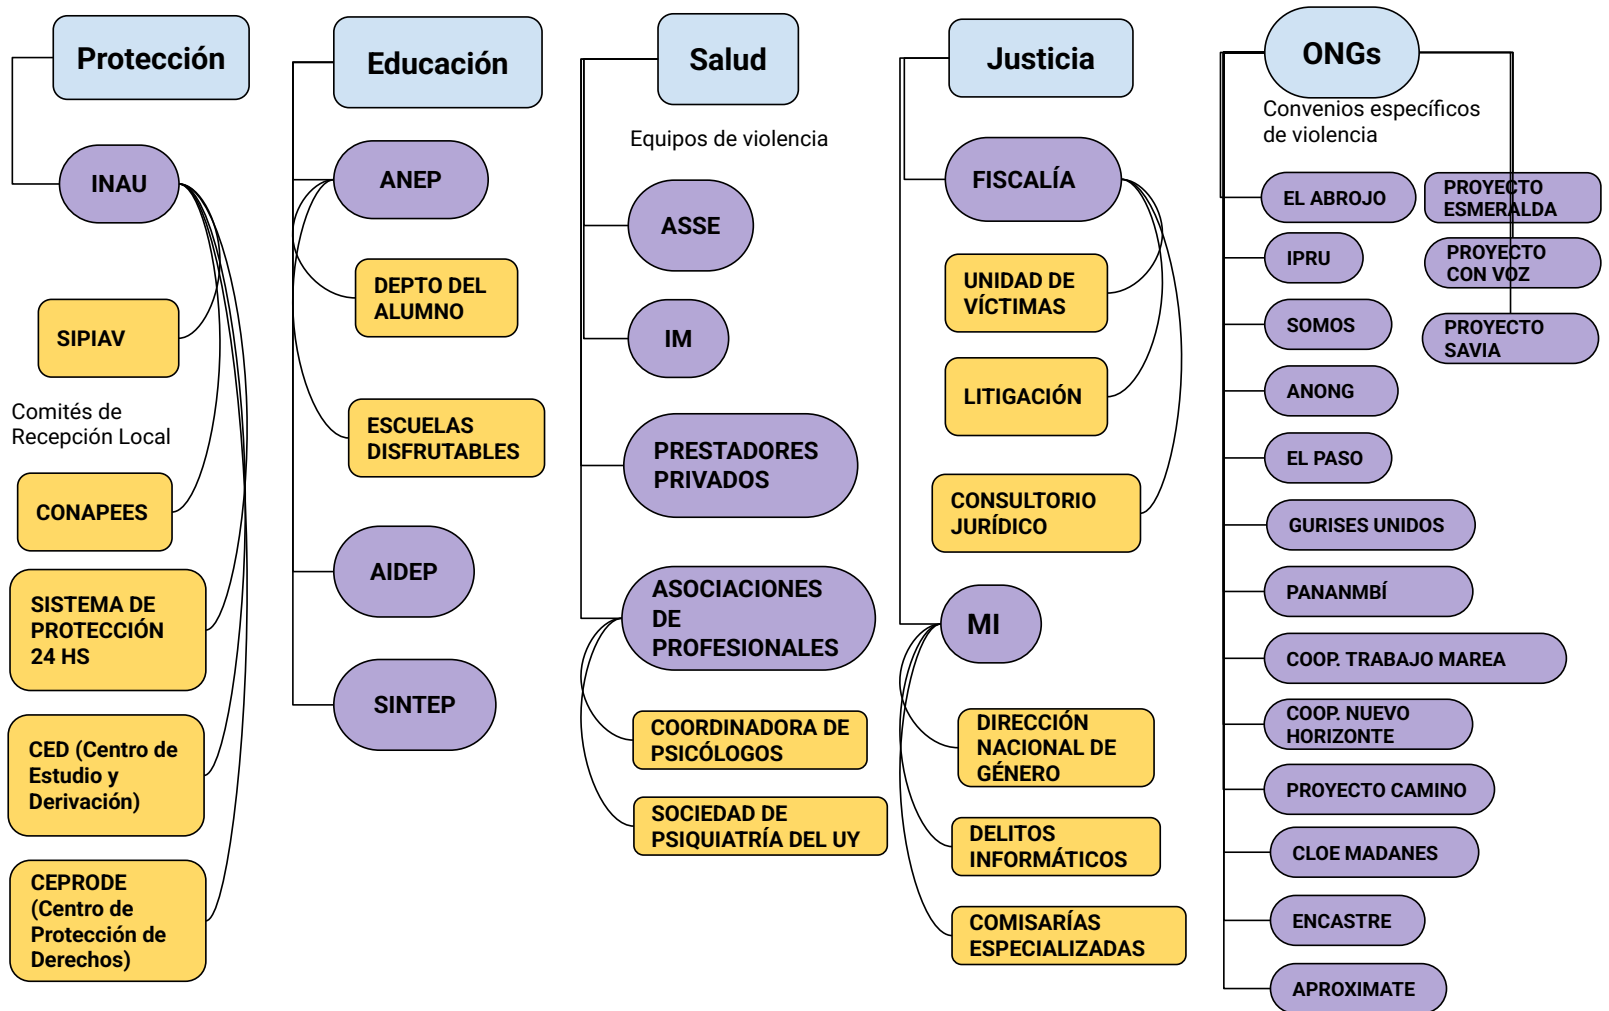 Protección
INAU
SIPIAV
Comités de
Recepción Local
CONAPEES
SISTEMA DE
PROTECCIÓN
24 HS
CED (Centro de
Estudio y
Derivación)
CEPRODE
(Centro de
Protección de
Derechos)
Educación
ANEP
DEPTO DEL
ALUMNO
ESCUELAS
DISFRUTABLES
AIDEP
SINTEP
Salud
Equipos de violencia
ASSE
IM
PRESTADORES
PRIVADOS
ASOCIACIONES
DE
PROFESIONALES
COORDINADORA DE
PSICÓLOGOS
SOCIEDAD DE
PSIQUIATRÍA DEL UY
Justicia
FISCALÍA
UNIDAD DE
VÍCTIMAS
LITIGACIÓN
CONSULTORIO
JURÍDICO
MI
DIRECCIÓN
NACIONAL DE
GÉNERO
DELITOS
INFORMÁTICOS
COMISARÍAS
ESPECIALIZADAS
ONGs
Convenios específicos
de violencia
EL ABROJO
IPRU
SOMOS
ANONG
EL PASO
GURISES UNIDOS
PANANMBÍ
COOP. TRABAJO MAREA
COOP. NUEVO
HORIZONTE
PROYECTO CAMINO
CLOE MADANES
ENCASTRE
APROXIMATE
PROYECTO
ESMERALDA
PROYECTO
CON VOZ
PROYECTO
SAVIA